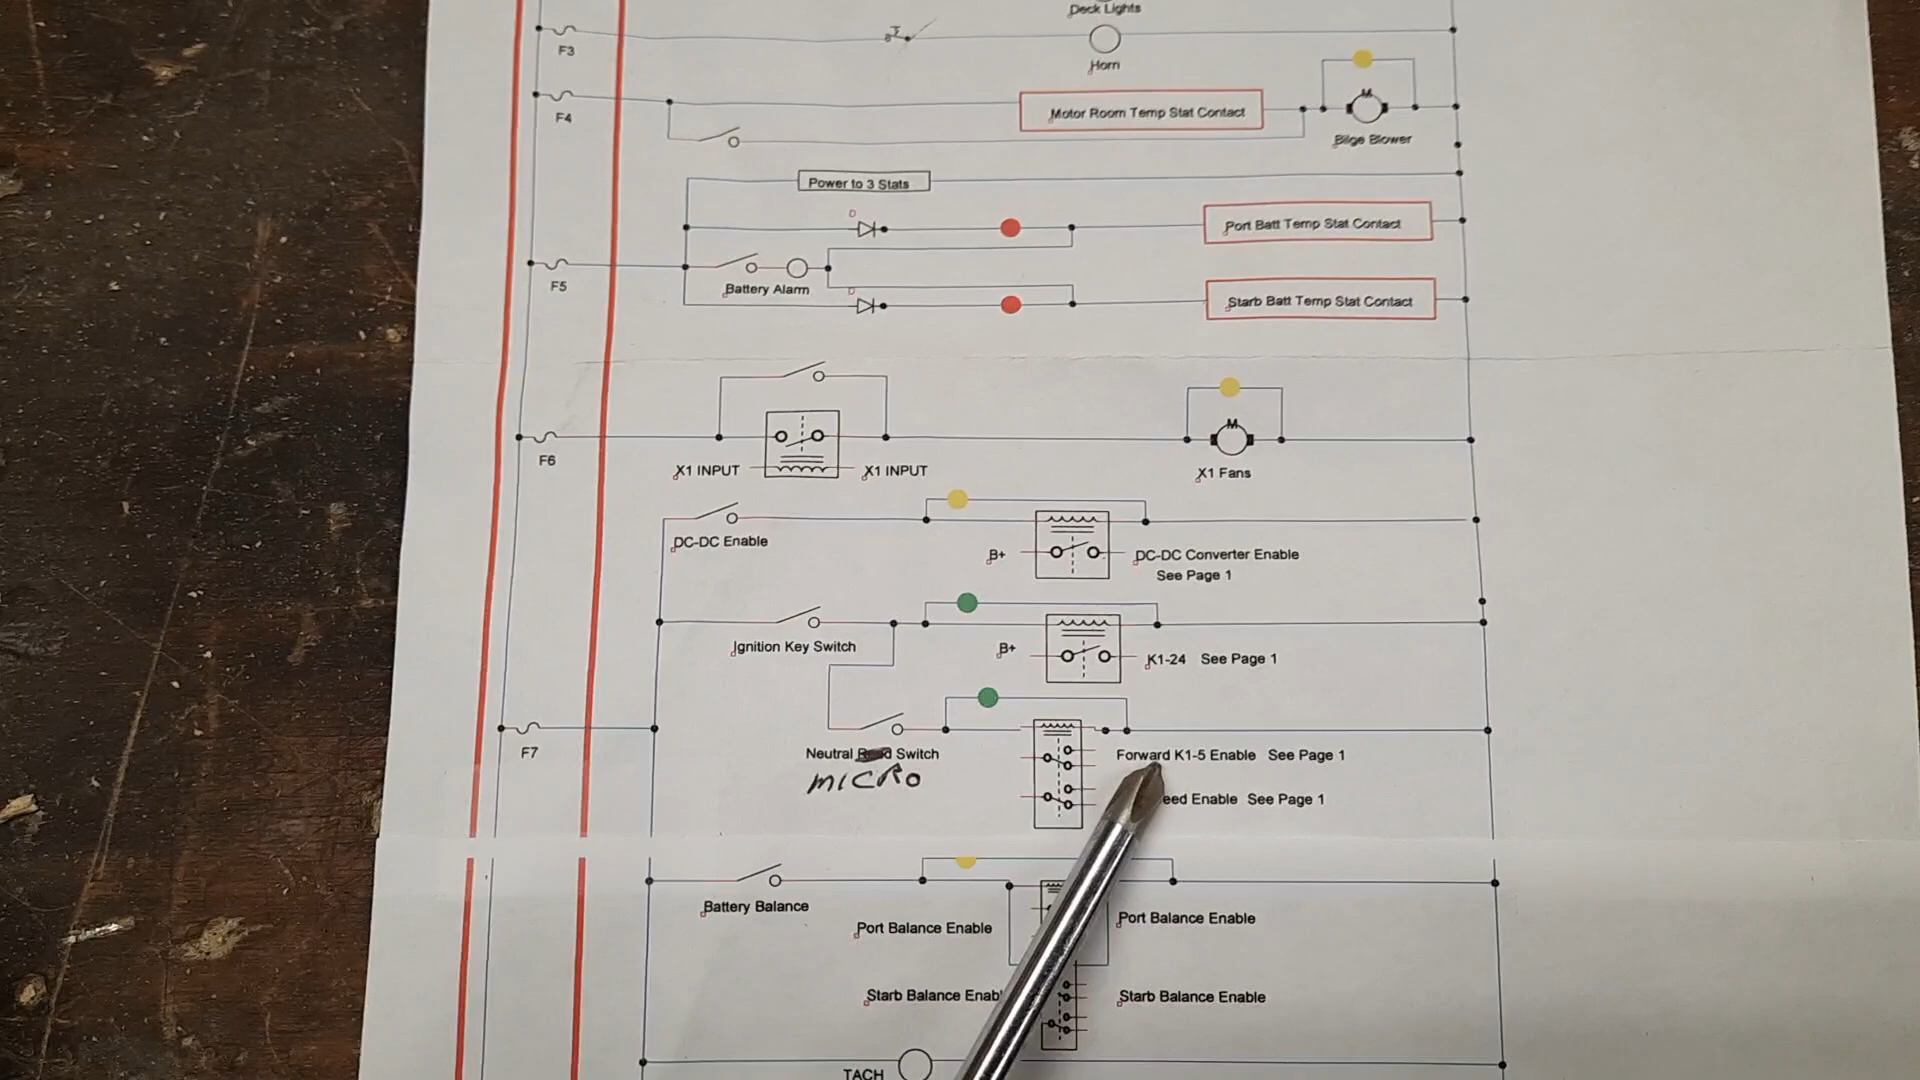 Deck Lights
F3
Horn
F4
Motor Room Temp Stat Contact
M
Bilge Blower
Power to 3 Stats
D
Port Batt Temp Stat Contact
F5
Battery Alarm
D
Starb Batt Temp Stat Contact
F6
X1 INPUT
X1 INPUT
M
X1 Fans
DC-DC Enable
B+
DC-DC Converter Enable
See Page 1
Ignition Key Switch
B+
K1-24 See Page 1
F7
Neutral Switch
MICRO
Forward K1-5 Enable See Page 1
eed Enable See Page 1
Battery Balance
Port Balance Enable
Port Balance Enable
Starb Balance Enab
Starb Balance Enable
TACH